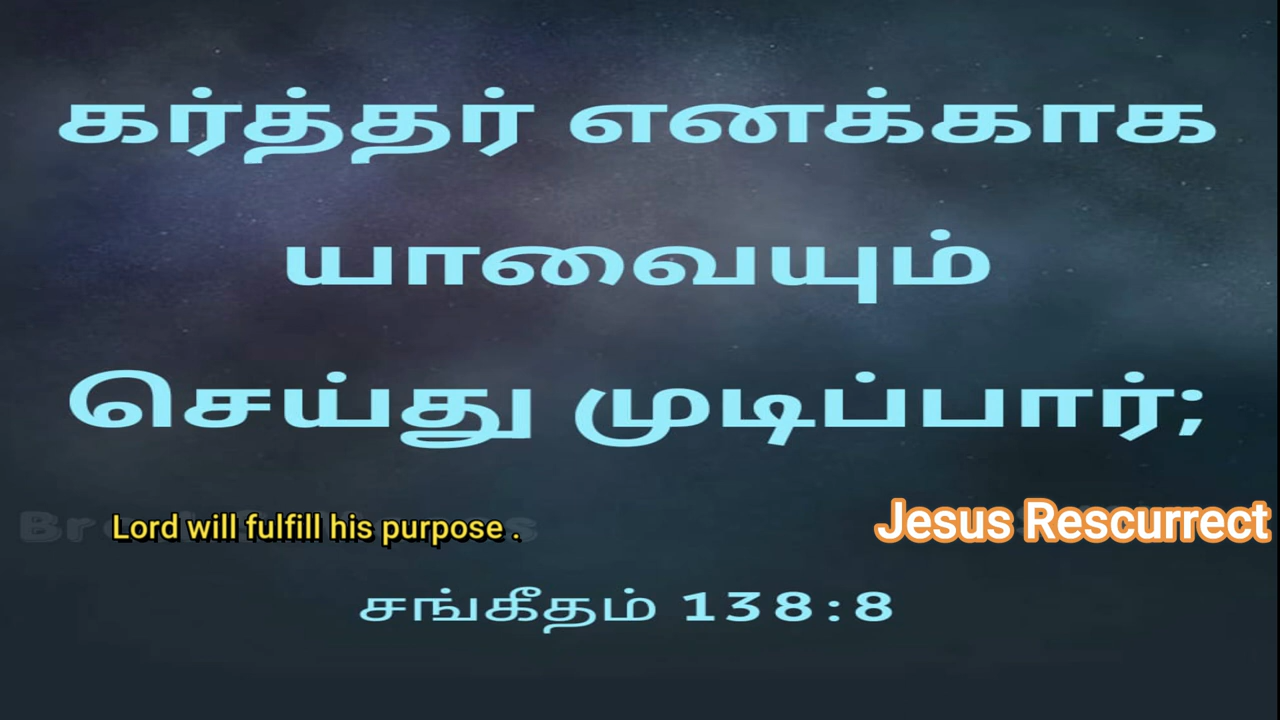 கர்த்தர் எனக்காக
யாவையும்
செய்து முடிப்பார்;
Lord will fulfill his purpose .
Jesus Rescurrect
சங்கீதம் 138:8